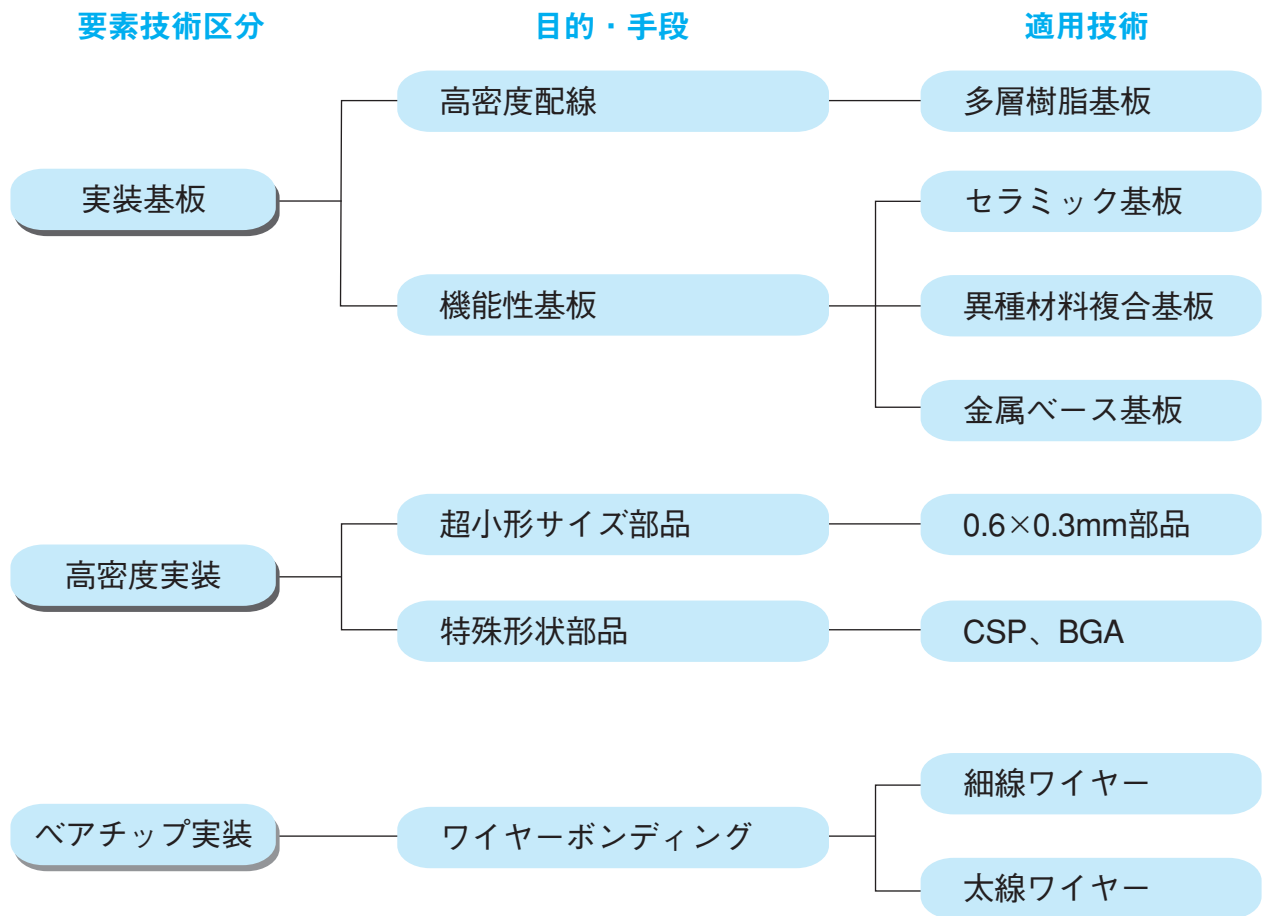 要素技術区分
目的・手段
適用技術
実装基板
高密度配線
多層樹脂基板
機能性基板
セラミック基板
異種材料複合基板
金属ベース基板
高密度実装
超小形サイズ部品
0.6×0.3mm部品
特殊形状部品
CSP、BGA
ベアチップ実装
ワイヤーボンディング
細線ワイヤー
太線ワイヤー